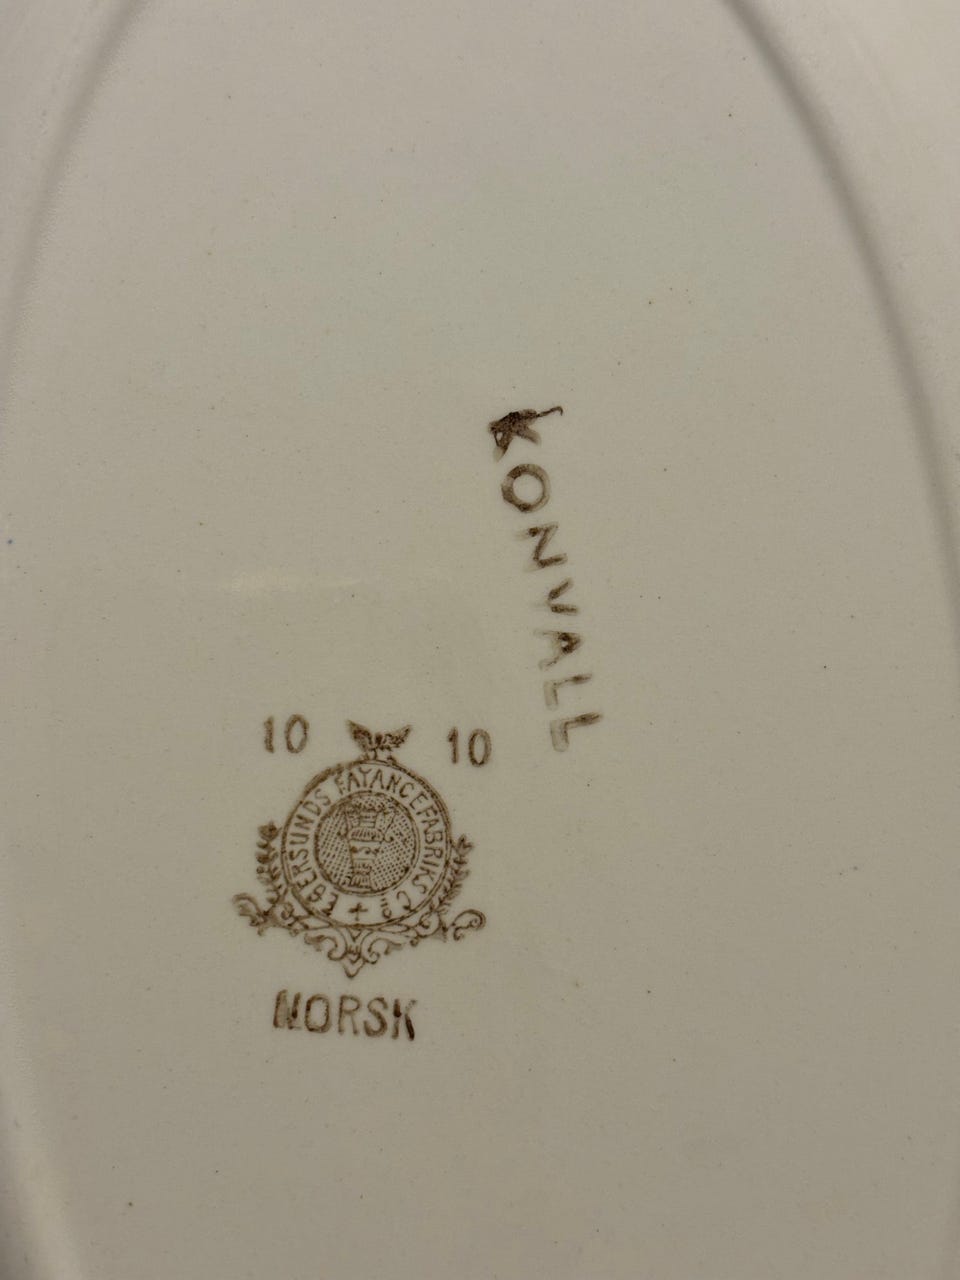 KONVALL
10 10
EGERSUNDS FAYANCEFABRIKS Co
NORSK